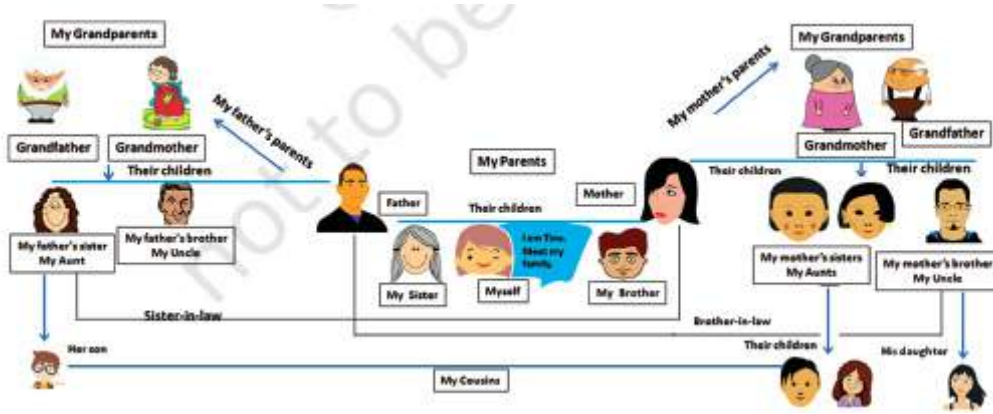 My Grandparents
My Grandparents
My father's parents
My mother's parents
Grandfather
Grandmother
Grandmother
Grandfather
Their children
My Parents
Their children
Their children
Father
Mother
Their children
I am Tina.
Meet my
family.
My father's sister
My Aunt
My father's brother
My Uncle
My Sister
Myself
My Brother
My mother's sisters
My Aunts
My mother's brother
My Uncle
Sister-in-law
Brother-in-law
Her son
Their children
His daughter
My Cousins
not to be